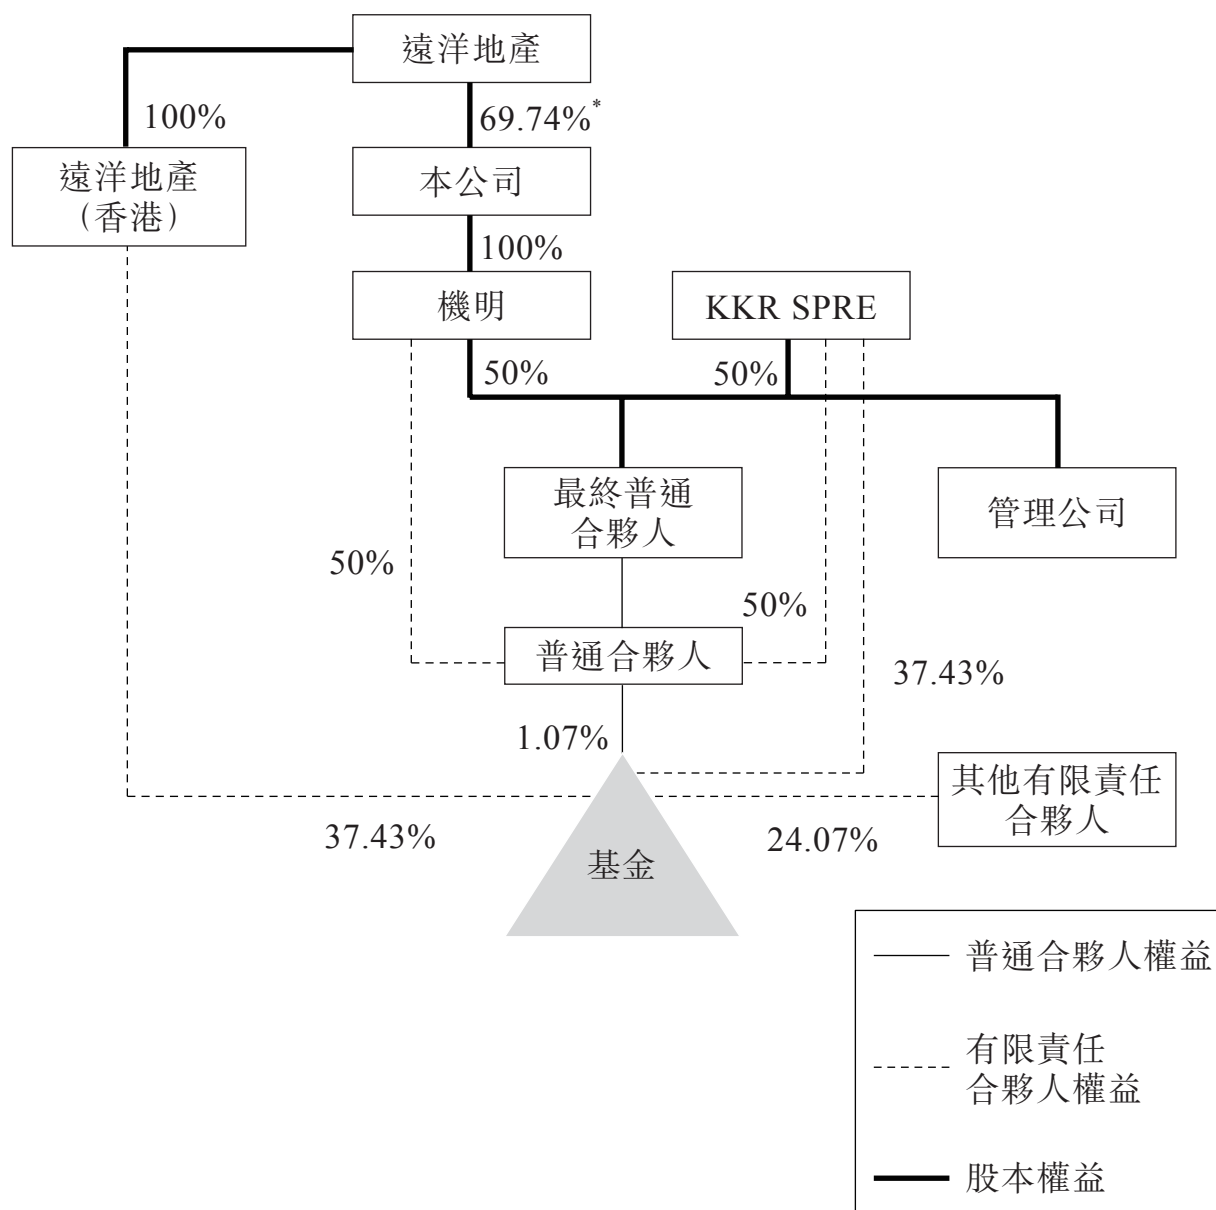 遠洋地產
100%
69.74%*
遠洋地產
（香港）
本公司
100%
機明
KKR SPRE
50%
50%
最終普通
合夥人
管理公司
50%
50%
普通合夥人
37.43%
1.07%
其他有限責任
合夥人
37.43%
24.07%
基金
普通合夥人權益
有限責任
合夥人權益
股本權益